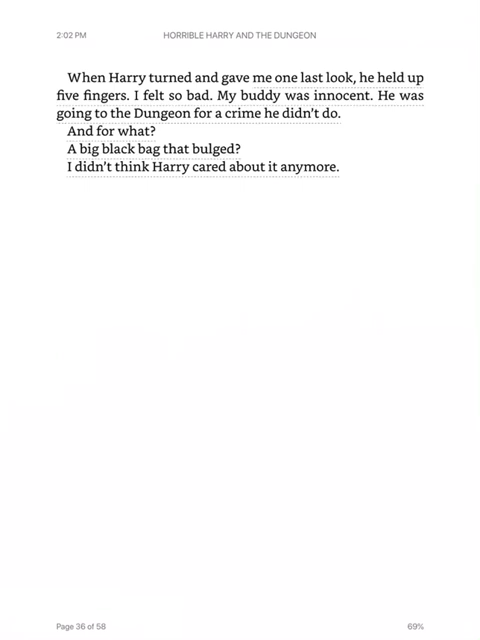 2:02 PM
HORRIBLE HARRY AND THE DUNGEON
When Harry turned and gave me one last look, he held up
five fingers. I felt so bad. My buddy was innocent. He was
going to the Dungeon for a crime he didn’t do.
And for what?
A big black bag that bulged?
I didn’t think Harry cared about it anymore.
Page 36 of 58
69%